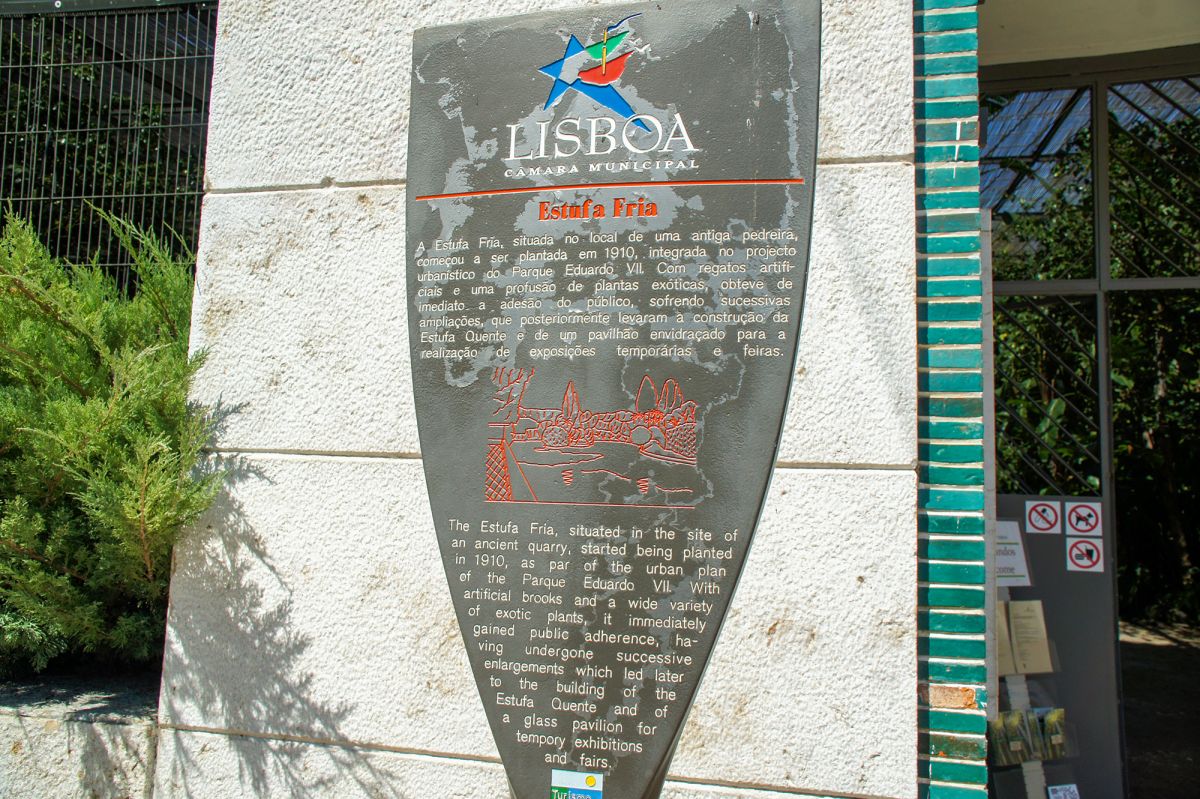 LISBOA
CÂMARA MUNICIPAL
Estufa Fria
A Estufa Fria, situada no local de uma antiga pedreira,
começou a ser plantada em 1910, integrada no projecto
urbanístico do Parque Eduardo VII. Com regatos artifi-
ciais e uma profusão de plantas exóticas, obteve de
imediato a adesão do público, sofrendo sucessivas
ampliações, que posteriormente levaram à construção da
Estufa Quente e de um pavilhão envidraçado para a
realização de exposições temporárias e feiras.
The Estufa Fria, situated in the site of
an ancient quarry, started being planted
in 1910, as par of the urban plan
of the Parque Eduardo VII. With
artificial brooks and a wide variety
of exotic plants, it immediately
gained public adherence, ha-
ving undergone successive
enlargements which led later
to the building of the
Estufa Quente and of
a glass pavilion for
tempory exhibitions
and fairs.
Turismo